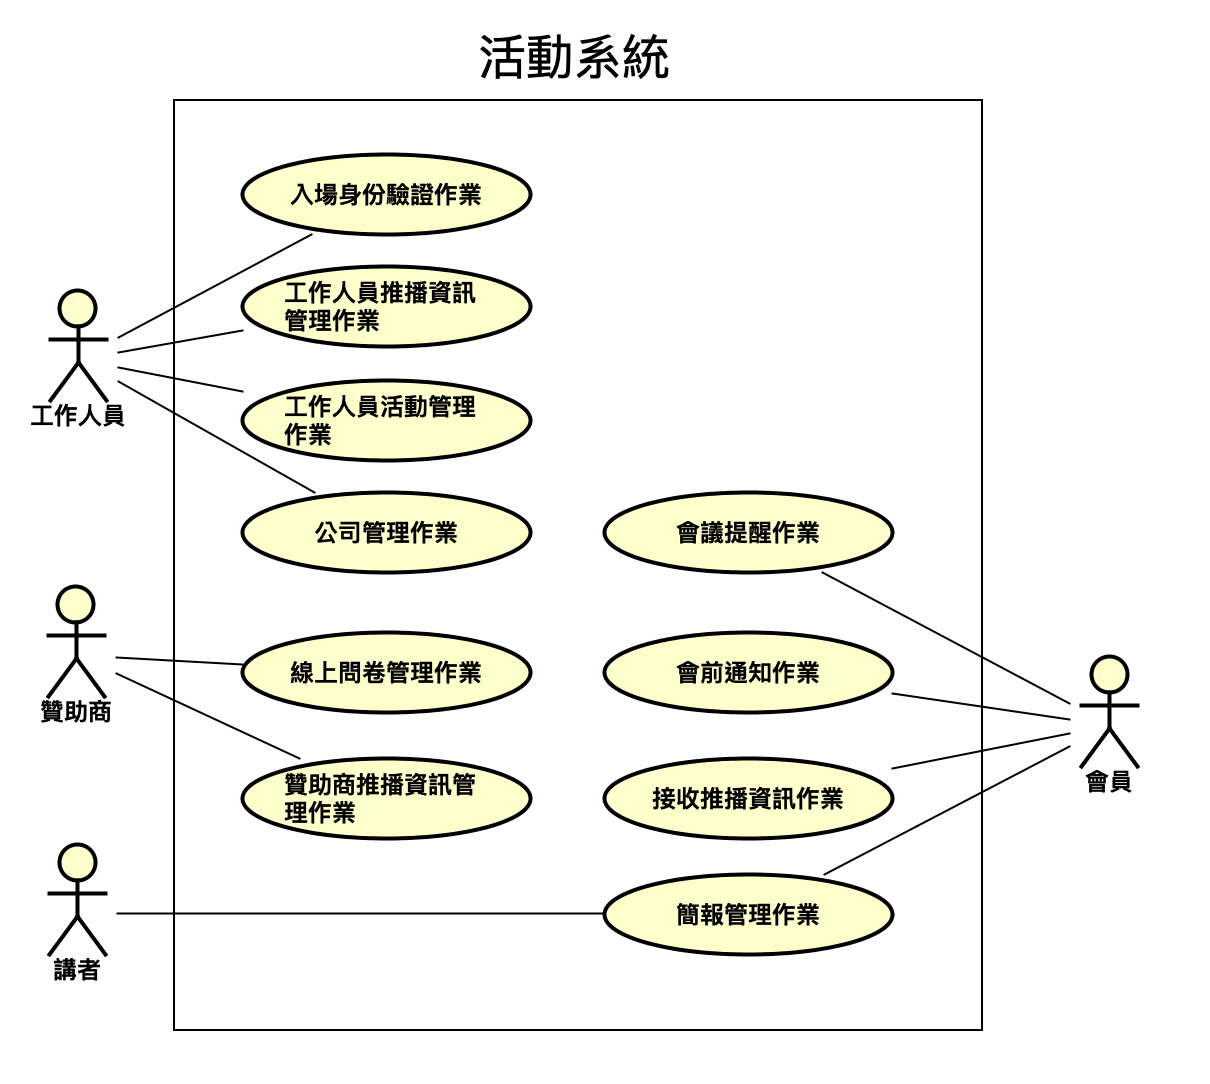 活動系統
入場身份驗證作業
工作人員推播資訊
管理作業
工作人員
工作人員活動管理
作業
公司管理作業
會議提醒作業
線上問卷管理作業
會前通知作業
贊助商
贊助商推播資訊管
理作業
接收推播資訊作業
會員
簡報管理作業
講者